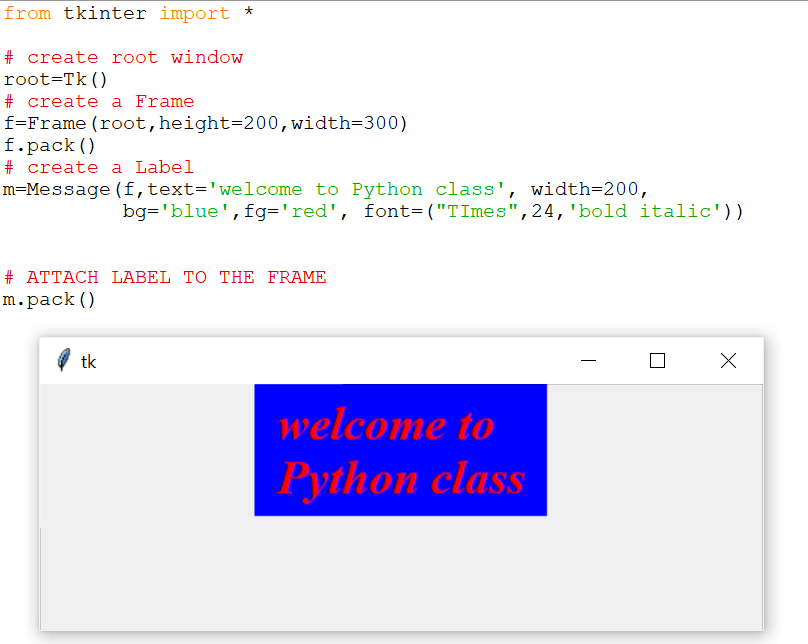 from tkinter import *
# create root window
root=Tk()
# create a Frame
f=Frame(root,height=200,width=300)
f.pack()
# create a Label
m=Message(f,text='welcome to Python class', width=200,
          bg='blue',fg='red', font=("TImes",24,'bold italic'))
# ATTACH LABEL TO THE FRAME
m.pack()
tk
welcome to
Python class